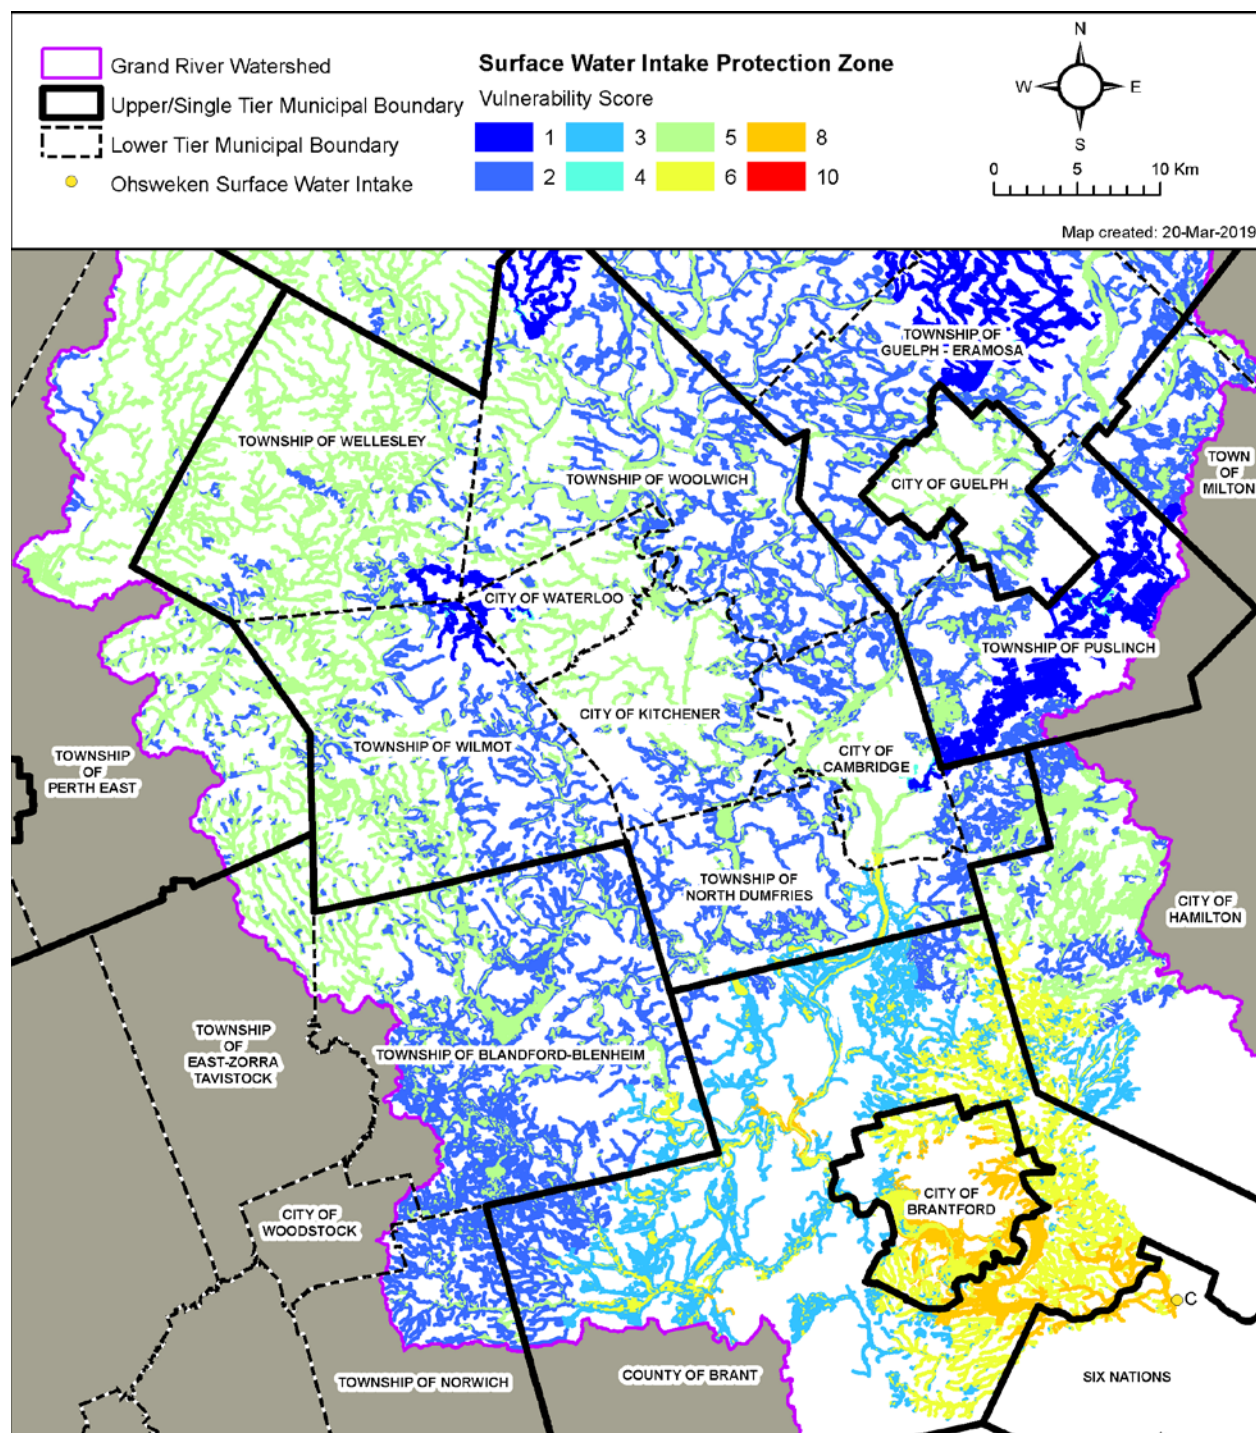 Grand River Watershed
Upper/Single Tier Municipal Boundary
Lower Tier Municipal Boundary
Ohsweken Surface Water Intake
Surface Water Intake Protection Zone
Vulnerability Score
1 3 5 8
2 4 6 10
N
W E
S
0 5 10 Km
Map created: 20-Mar-2019
TOWNSHIP OF
GUELPH - ERAMOSA
TOWNSHIP OF WELLESLEY
TOWNSHIP OF WOOLWICH
CITY OF GUELPH
TOWN
OF
MILTON
CITY OF WATERLOO
TOWNSHIP OF PUSLINCH
CITY OF KITCHENER
TOWNSHIP OF WILMOT
CITY OF
CAMBRIDGE
TOWNSHIP
OF
PERTH EAST
TOWNSHIP OF
NORTH DUMFRIES
CITY OF
HAMILTON
TOWNSHIP
OF
EAST-ZORRA
TAVISTOCK
TOWNSHIP OF BLANDFORD-BLENHEIM
CITY OF
BRANTFORD
CITY OF
WOODSTOCK
C
TOWNSHIP OF NORWICH
COUNTY OF BRANT
SIX NATIONS